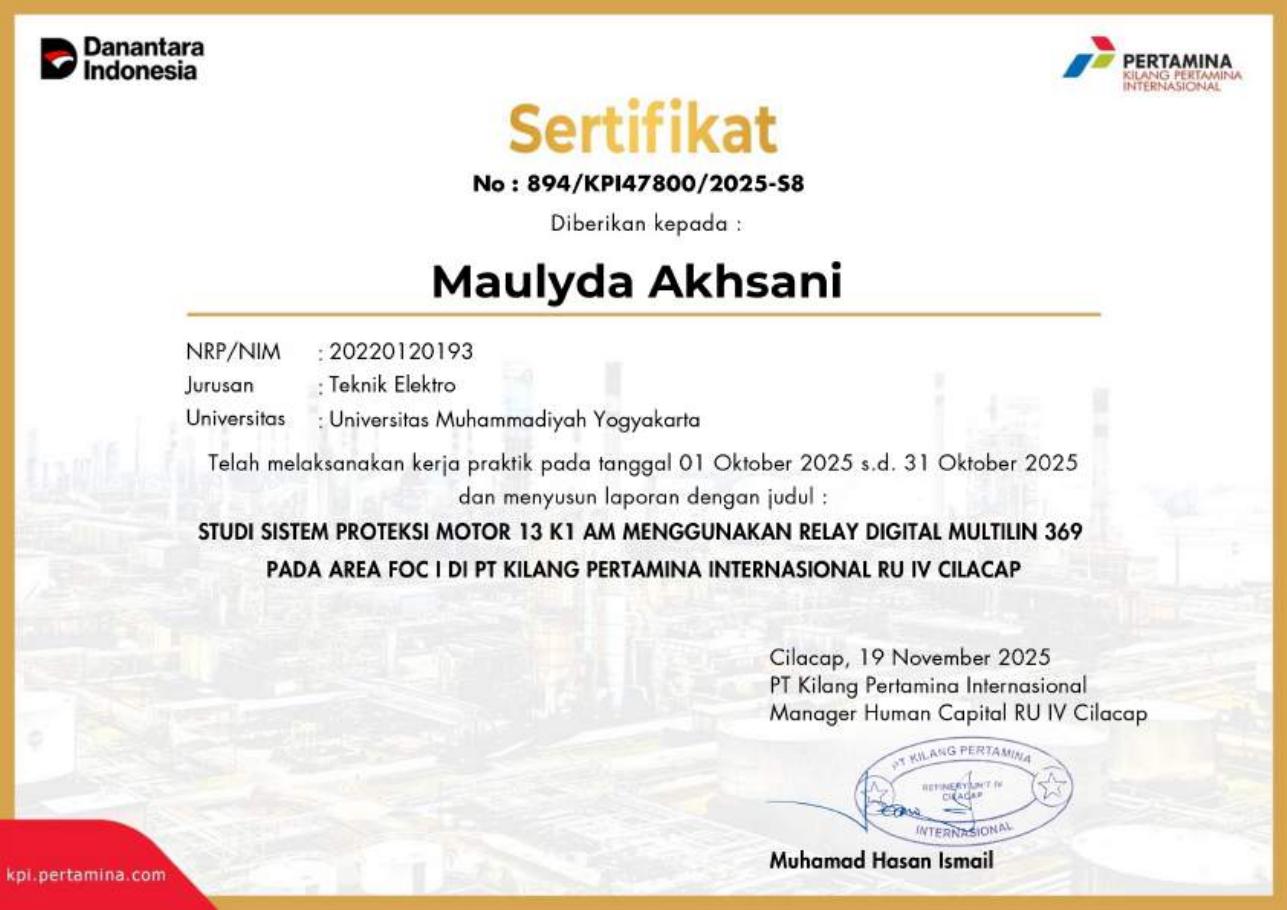 Danantara
Indonesia
PERTAMINA
KILANG PERTAMINA
INTERNASIONAL
Sertifikat
No : 894/KPI47800/2025-S8
Diberikan kepada :
Maulyda Akhsani
NRP/NIM : 20220120193
Jurusan : Teknik Elektro
Universitas : Universitas Muhammadiyah Yogyakarta
Telah melaksanakan kerja praktik pada tanggal 01 Oktober 2025 s.d. 31 Oktober 2025
dan menyusun laporan dengan judul :
STUDI SISTEM PROTEKSI MOTOR 13 K1 AM MENGGUNAKAN RELAY DIGITAL MULTILIN 369
PADA AREA FOC I DI PT KILANG PERTAMINA INTERNASIONAL RU IV CILACAP
Cilacap, 19 November 2025
PT Kilang Pertamina Internasional
Manager Human Capital RU IV Cilacap
PT KILANG PERTAMINA
REFINERY UNIT IV
CILACAP
INTERNASIONAL
Muhamad Hasan Ismail
kpi.pertamina.com